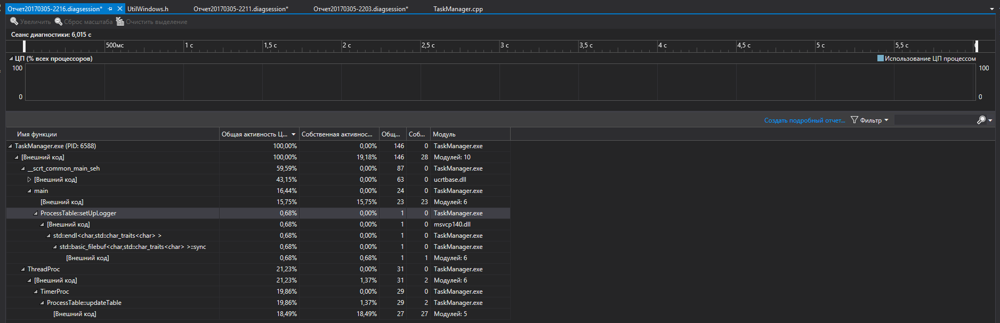 Отчет20170305-2216.diagsession* UtilWindows.h Отчет20170305-2211.diagsession* Отчет20170305-2203.diagsession* TaskManager.cpp
Увеличить Сброс масштаба Очистить выделение
Сеанс диагностики: 6,015 с
500мс 1 с 1,5 с 2 с 2,5 с 3 с 3,5 с 4 с 4,5 с 5 с 5,5 с
ЦП (% всех процессоров) Использование ЦП процессом
100 100
0 0
Создать подробный отчет... Фильтр
Имя функции Общая активность Ц... Собственная активнос... Общ... Соб... Модуль
TaskManager.exe (PID: 6588) 100,00% 0,00% 146 0 TaskManager.exe
[Внешний код] 100,00% 19,18% 146 28 Модулей: 10
__scrt_common_main_seh 59,59% 0,00% 87 0 TaskManager.exe
[Внешний код] 43,15% 0,00% 63 0 ucrtbase.dll
main 16,44% 0,00% 24 0 TaskManager.exe
[Внешний код] 15,75% 15,75% 23 23 Модулей: 6
ProcessTable::setUpLogger 0,68% 0,00% 1 0 TaskManager.exe
[Внешний код] 0,68% 0,00% 1 0 msvcp140.dll
std::endl<char,std::char_traits<char> > 0,68% 0,00% 1 0 TaskManager.exe
std::basic_filebuf<char,std::char_traits<char> >::sync 0,68% 0,00% 1 0 TaskManager.exe
[Внешний код] 0,68% 0,68% 1 1 Модулей: 6
ThreadProc 21,23% 0,00% 31 0 TaskManager.exe
[Внешний код] 21,23% 1,37% 31 2 Модулей: 6
TimerProc 19,86% 0,00% 29 0 TaskManager.exe
ProcessTable::updateTable 19,86% 1,37% 29 2 TaskManager.exe
[Внешний код] 18,49% 18,49% 27 27 Модулей: 5